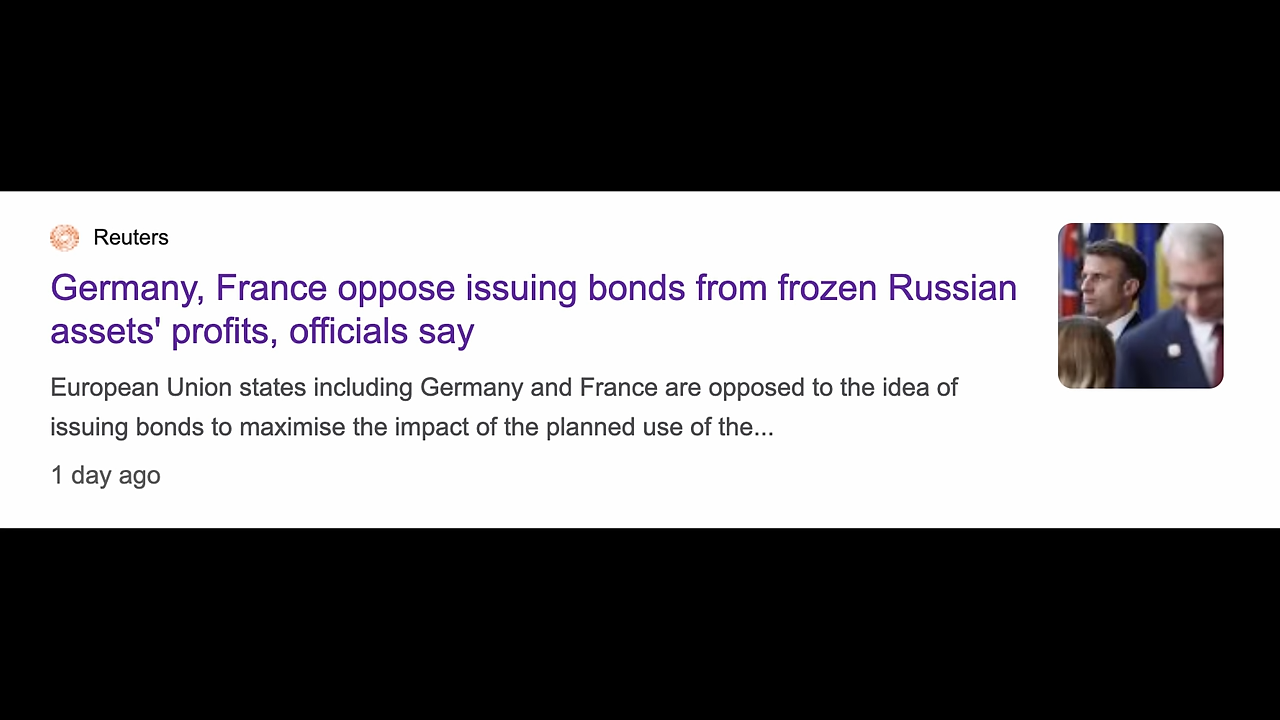 Reuters
Germany, France oppose issuing bonds from frozen Russian
assets' profits, officials say
European Union states including Germany and France are opposed to the idea of
issuing bonds to maximise the impact of the planned use of the...
1 day ago